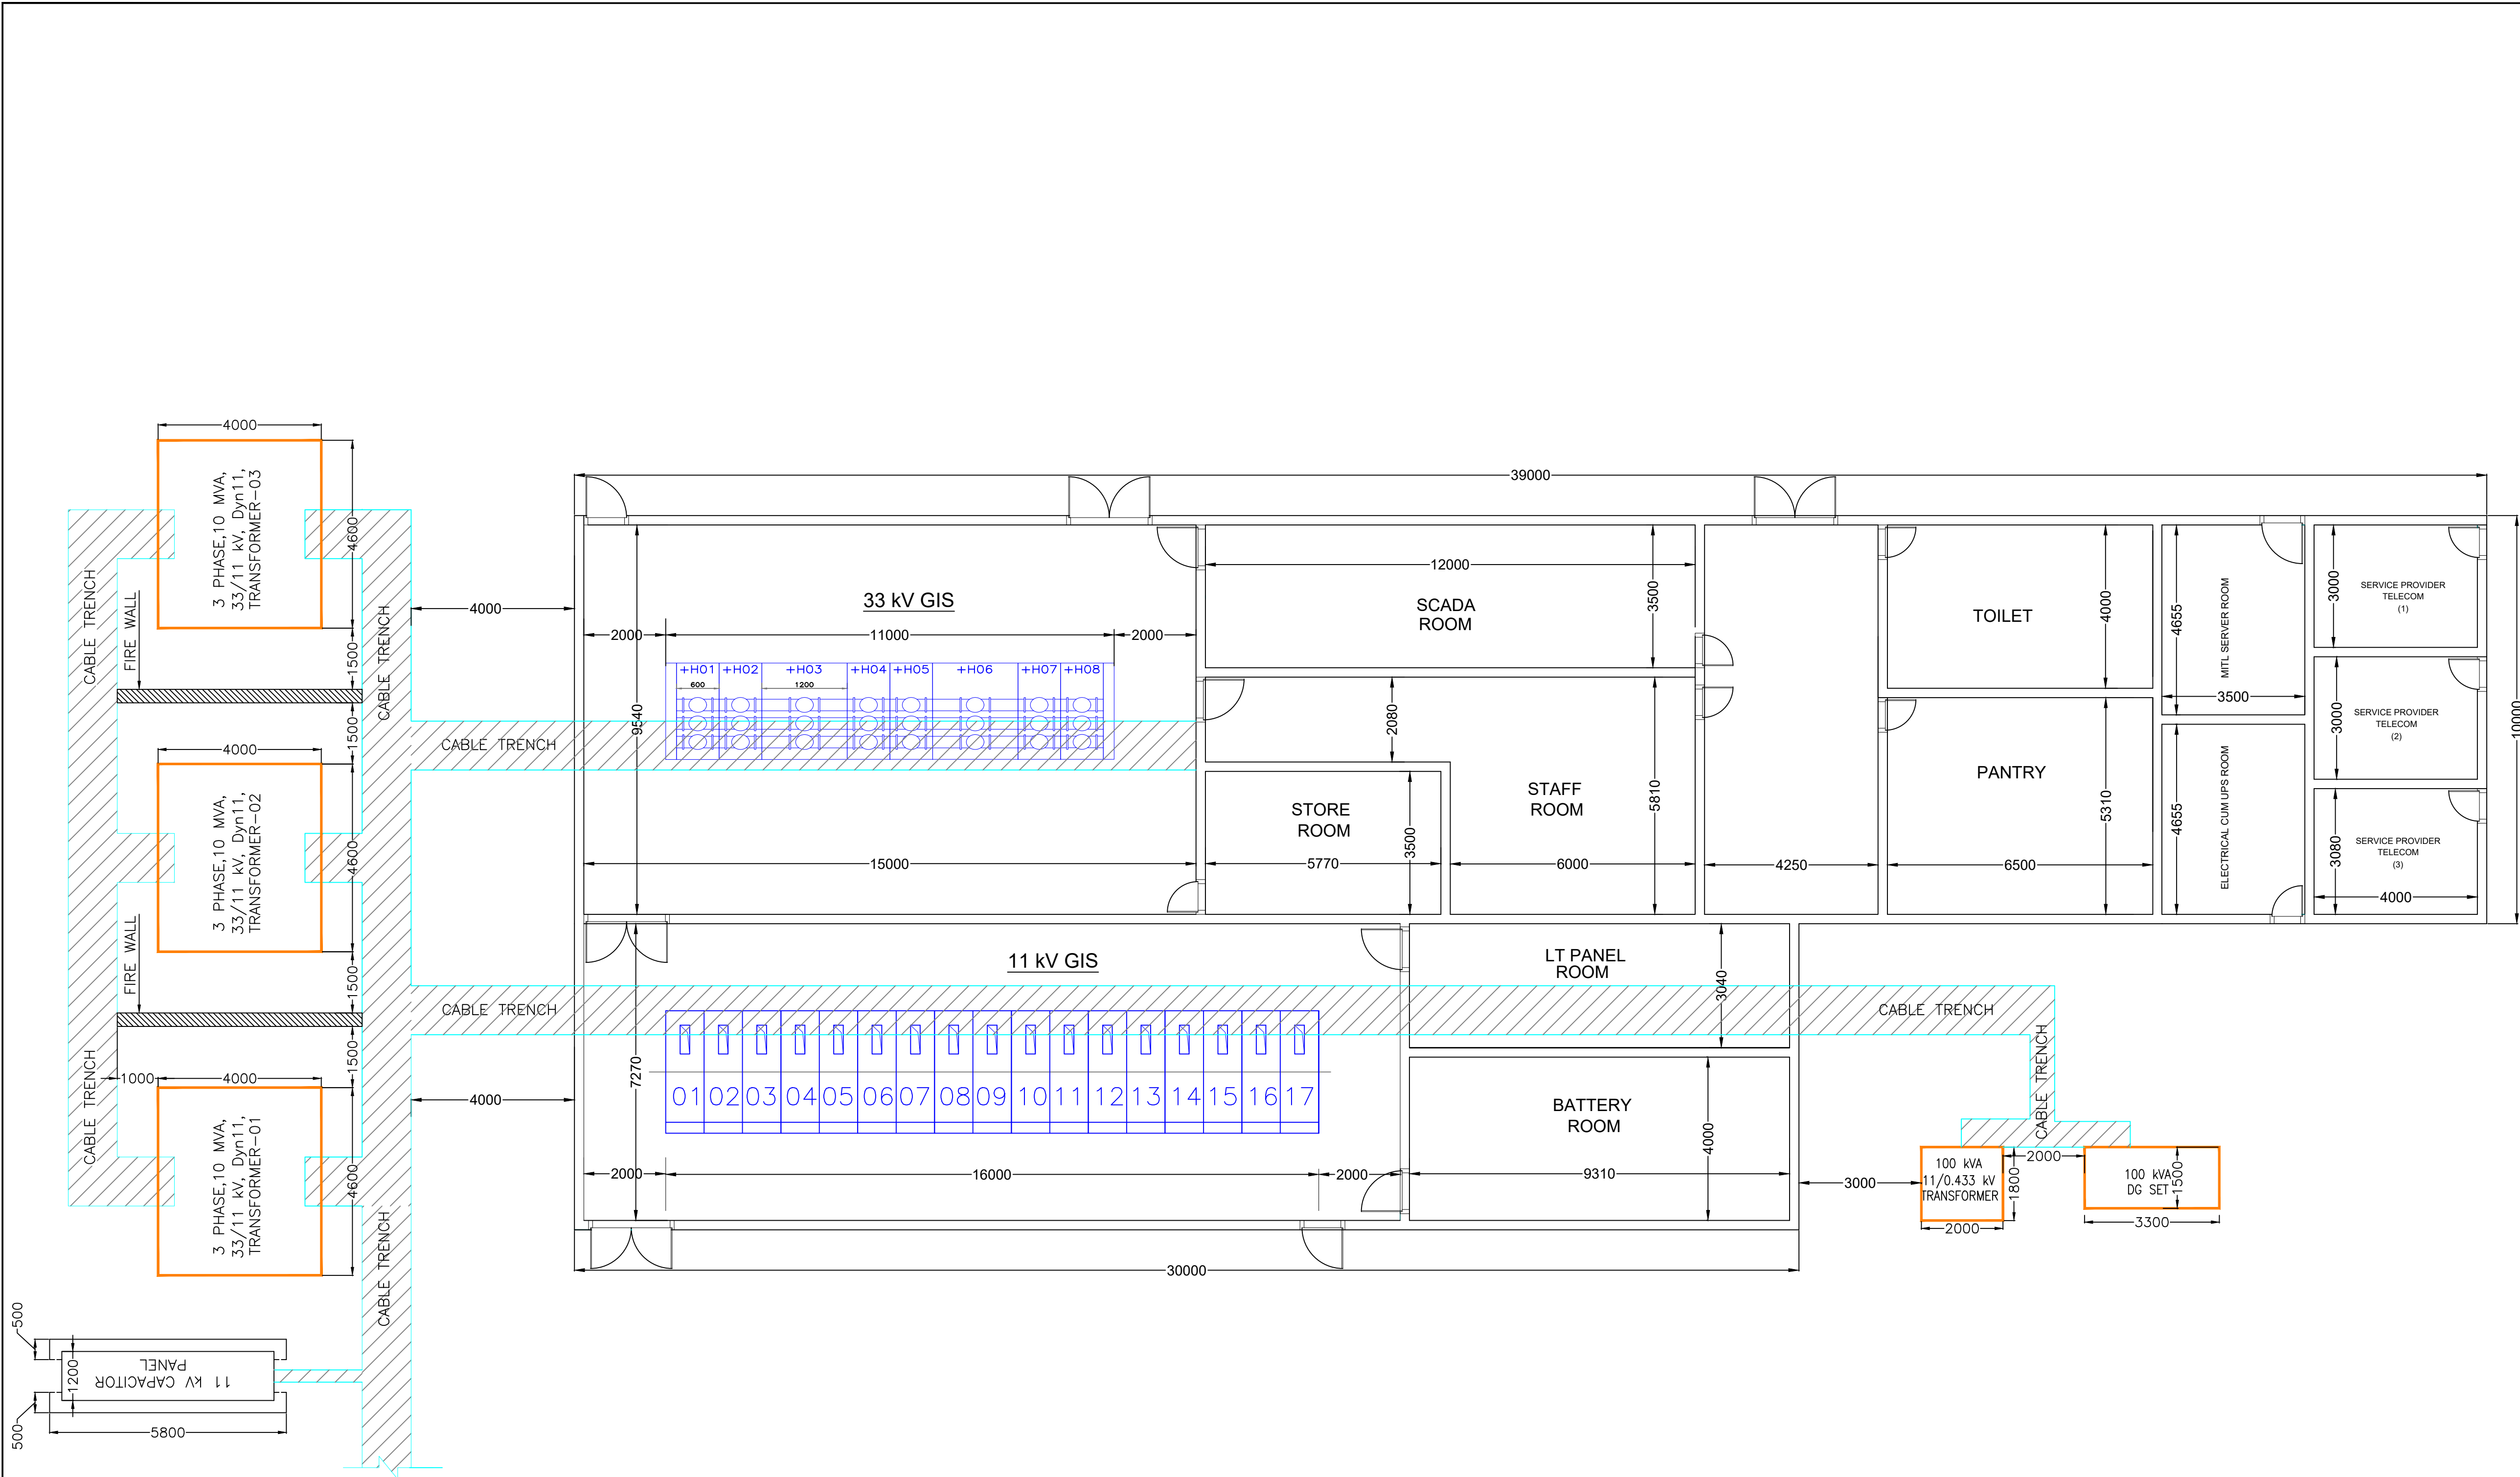 4000
3 PHASE,10 MVA,
33/11 kV, Dyn11,
TRANSFORMER-03
4600
CABLE TRENCH
FIRE WALL
CABLE TRENCH
1500
1500
4000
4000
3 PHASE,10 MVA,
33/11 kV, Dyn11,
TRANSFORMER-02
4600
FIRE WALL
1500
1500
CABLE TRENCH
1000
4000
3 PHASE,10 MVA,
33/11 kV, Dyn11,
TRANSFORMER-01
4600
4000
CABLE TRENCH
500
1200
11 kV CAPACITOR
PANEL
500
5800
39000
10000
33 kV GIS
2000
11000
2000
+H01
+H02
+H03
+H04
+H05
+H06
+H07
+H08
600
1200
9540
CABLE TRENCH
15000
12000
3500
SCADA
ROOM
2080
STORE
ROOM
3500
5770
STAFF
ROOM
5810
6000
4250
TOILET
4000
PANTRY
5310
6500
4655
MITL SERVER ROOM
3500
4655
ELECTRICAL CUM UPS ROOM
3000
SERVICE PROVIDER
TELECOM
(1)
3000
SERVICE PROVIDER
TELECOM
(2)
3080
SERVICE PROVIDER
TELECOM
(3)
4000
11 kV GIS
CABLE TRENCH
7270
01 02 03 04 05 06 07 08 09 10 11 12 13 14 15 16 17
2000
16000
2000
LT PANEL
ROOM
3040
BATTERY
ROOM
4000
9310
30000
CABLE TRENCH
CABLE TRENCH
3000
100 kVA
11/0.433 kV
TRANSFORMER
1800
2000
2000
100 kVA
DG SET
1500
3300